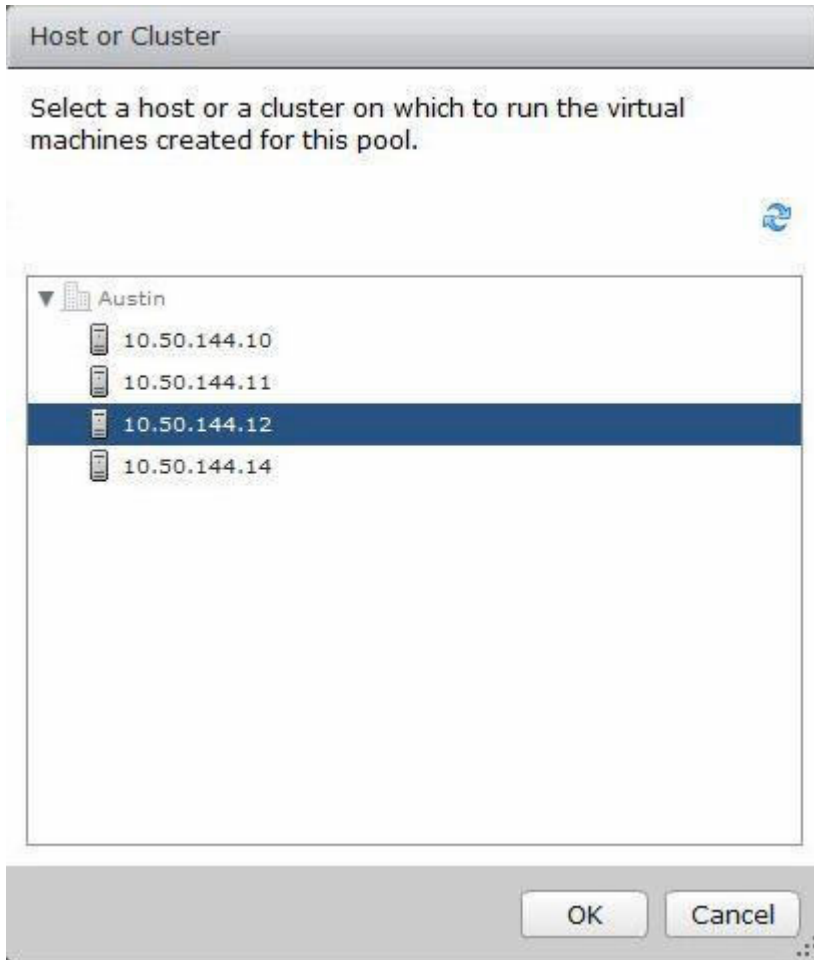 Host or Cluster
Select a host or a cluster on which to run the virtual
machines created for this pool.
Austin
10.50.144.10
10.50.144.11
10.50.144.12
10.50.144.14
OK Cancel